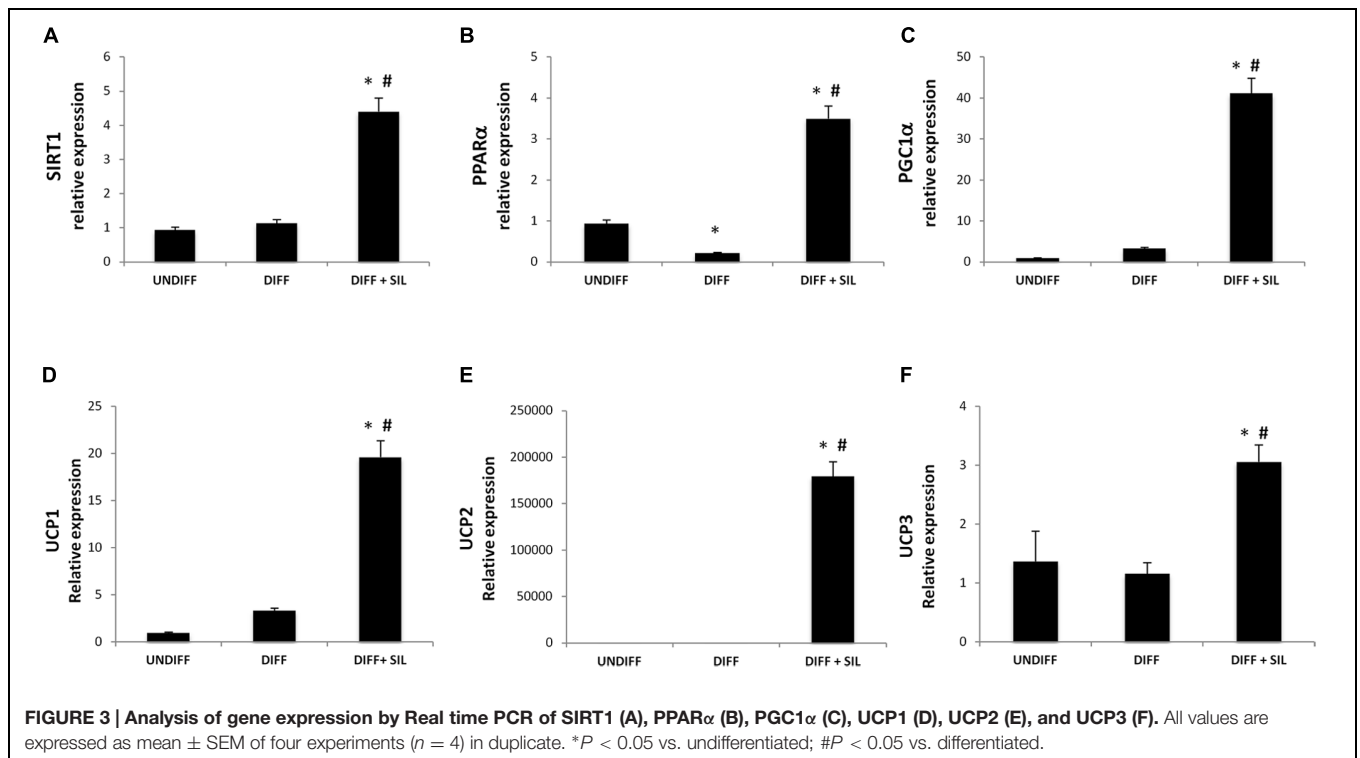 A
SIRT1
relative expression
6
5
4
3
2
1
0
* #
UNDIFF DIFF DIFF + SIL
B
PPARα
relative expression
5
4
3
2
1
0
*
* #
UNDIFF DIFF DIFF + SIL
C
PGC1α
relative expression
50
40
30
20
10
0
* #
UNDIFF DIFF DIFF + SIL
D
UCP1
Relative expression
25
20
15
10
5
0
* #
UNDIFF DIFF DIFF+ SIL
E
UCP2
Relative expression
250000
200000
150000
100000
50000
0
* #
UNDIFF DIFF DIFF + SIL
F
UCP3
Relative expression
4
3
2
1
0
* #
UNDIFF DIFF DIFF + SIL
FIGURE 3 | Analysis of gene expression by Real time PCR of SIRT1 (A), PPARα (B), PGC1α (C), UCP1 (D), UCP2 (E), and UCP3 (F). All values are
expressed as mean ± SEM of four experiments (n = 4) in duplicate. *P < 0.05 vs. undifferentiated; #P < 0.05 vs. differentiated.